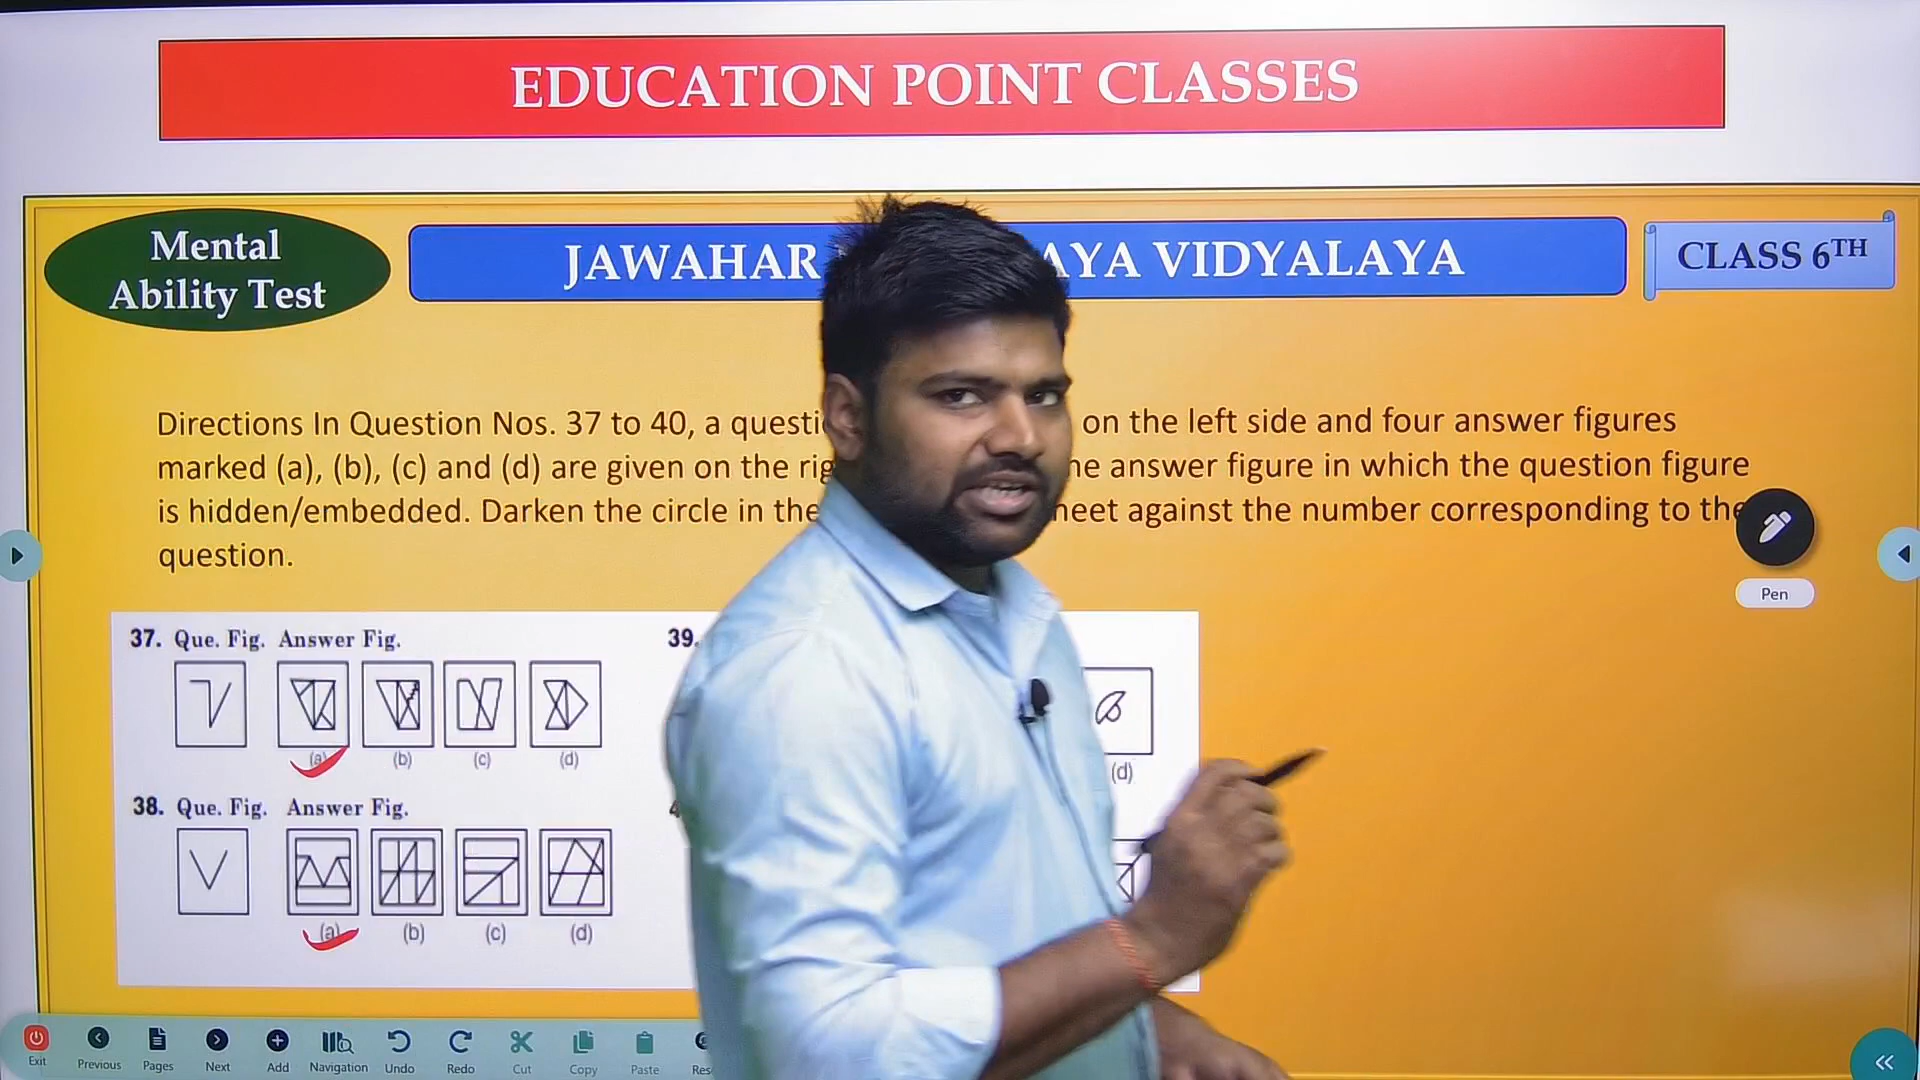 EDUCATION POINT CLASSES
Mental
Ability Test
JAWAHAR AYA VIDYALAYA
CLASS 6TH
Directions In Question Nos. 37 to 40, a questi on the left side and four answer figures
marked (a), (b), (c) and (d) are given on the rig he answer figure in which the question figure
is hidden/embedded. Darken the circle in the heet against the number corresponding to the
question.
Pen
37. Que. Fig. Answer Fig.
(a) (b) (c) (d)
38. Que. Fig. Answer Fig.
(a) (b) (c) (d)
39.
(d)
Exit Previous Pages Next Add Navigation Undo Redo Cut Copy Paste